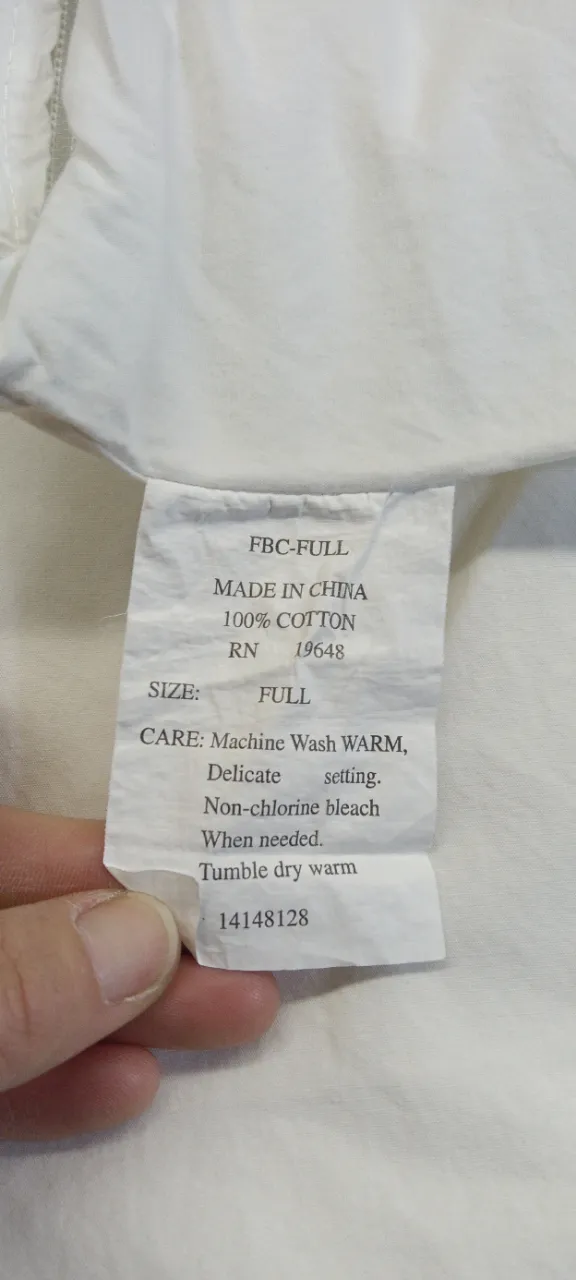 FBC-FULL
MADE IN CHINA
100% COTTON
RN 19648
SIZE: FULL
CARE: Machine Wash WARM,
Delicate setting.
Non-chlorine bleach
When needed.
Tumble dry warm
14148128